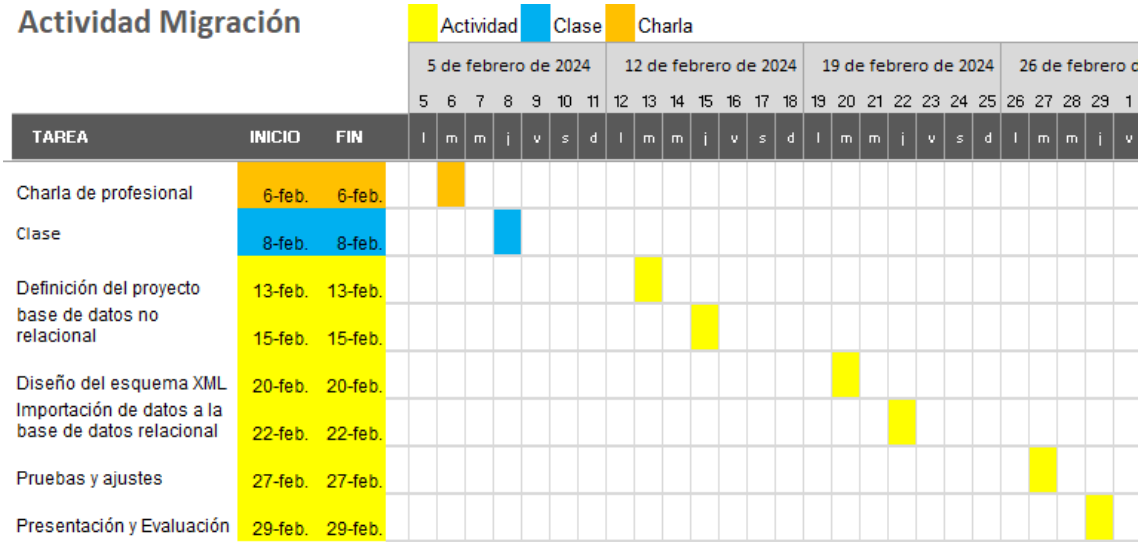 Actividad Migración
Actividad Clase Charla
5 de febrero de 2024 12 de febrero de 2024 19 de febrero de 2024 26 de febrero d
5 6 7 8 9 10 11 12 13 14 15 16 17 18 19 20 21 22 23 24 25 26 27 28 29 1
TAREA INICIO FIN l m m j v s d l m m j v s d l m m j v s d l m m j v
Charla de profesional 6-feb. 6-feb.
Clase 8-feb. 8-feb.
Definición del proyecto 13-feb. 13-feb.
base de datos no
relacional 15-feb. 15-feb.
Diseño del esquema XML 20-feb. 20-feb.
Importación de datos a la
base de datos relacional 22-feb. 22-feb.
Pruebas y ajustes 27-feb. 27-feb.
Presentación y Evaluación 29-feb. 29-feb.